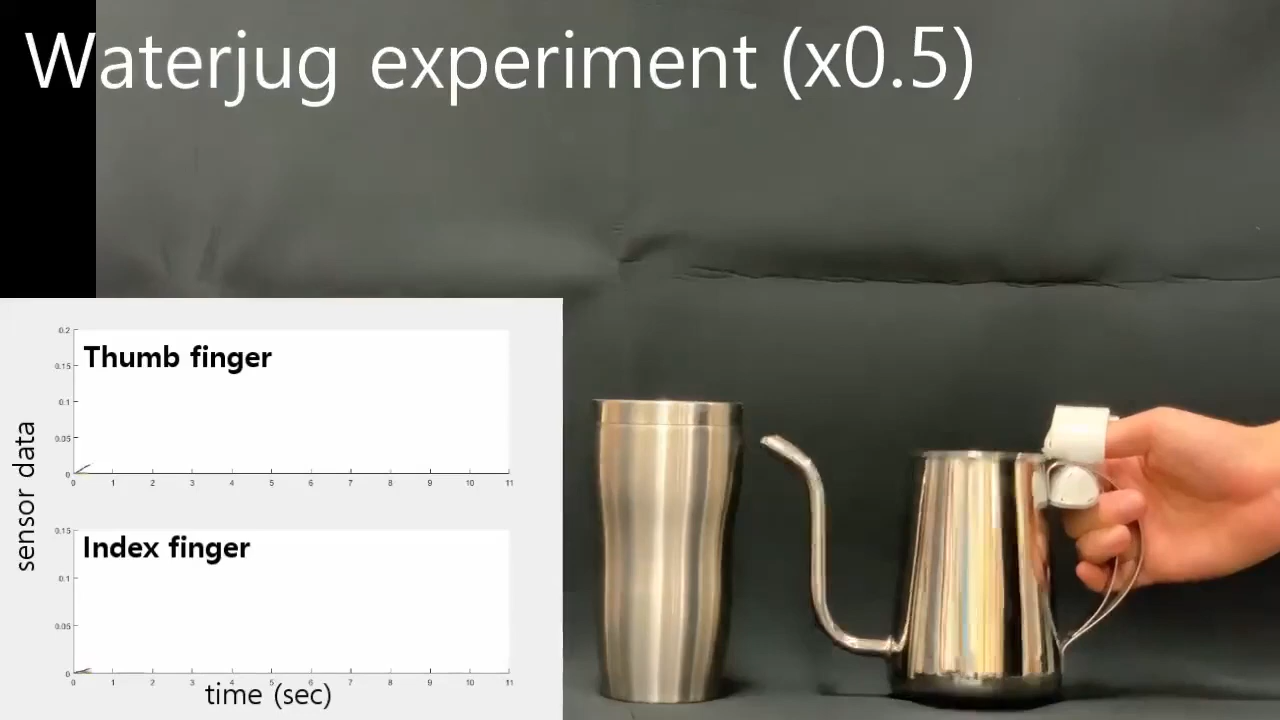 Waterjug experiment (x0.5)
0.2
Thumb finger
0.15
0.1
0.05
0
0 1 2 3 4 5 6 7 8 9 10 11
sensor data
0.15
Index finger
0.1
0.05
0
0 1 2 3 4 5 6 7 8 9 10 11
time (sec)